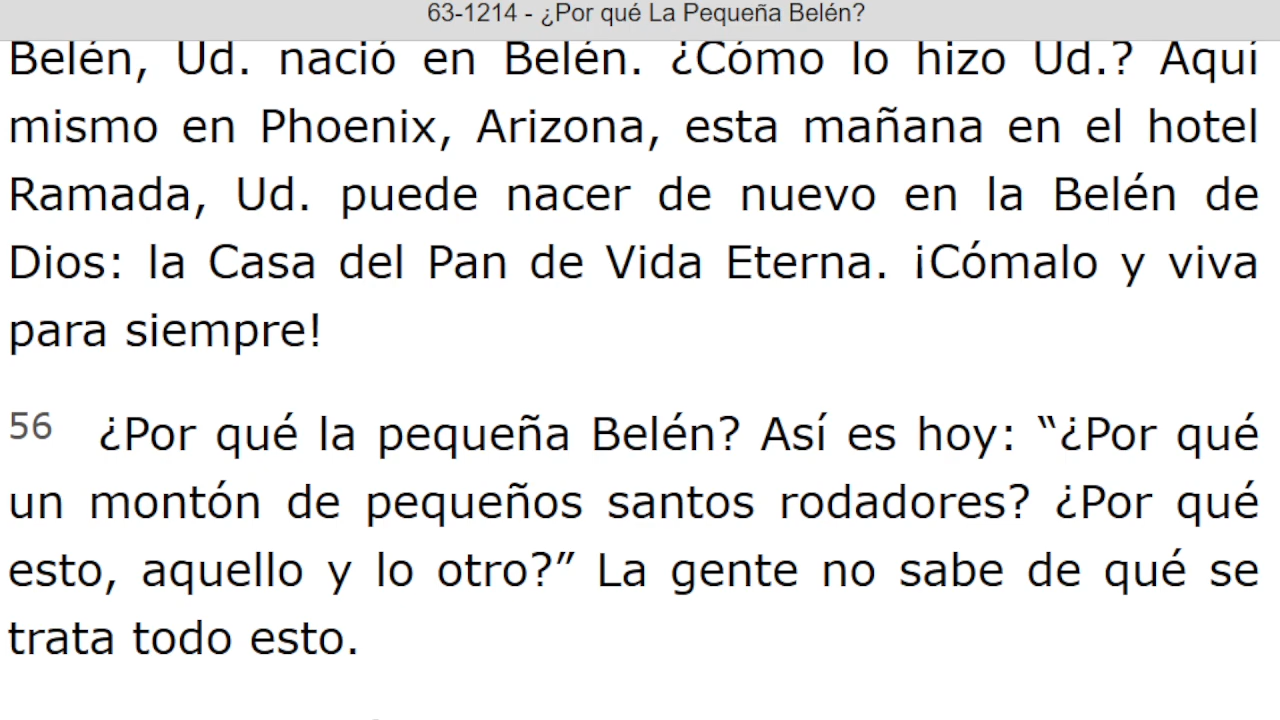 63-1214 - ¿Por qué La Pequeña Belén?
Belén, Ud. nació en Belén. ¿Cómo lo hizo Ud.? Aquí
mismo en Phoenix, Arizona, esta mañana en el hotel
Ramada, Ud. puede nacer de nuevo en la Belén de
Dios: la Casa del Pan de Vida Eterna. ¡Cómalo y viva
para siempre!
56 ¿Por qué la pequeña Belén? Así es hoy: “¿Por qué
un montón de pequeños santos rodadores? ¿Por qué
esto, aquello y lo otro?” La gente no sabe de qué se
trata todo esto.